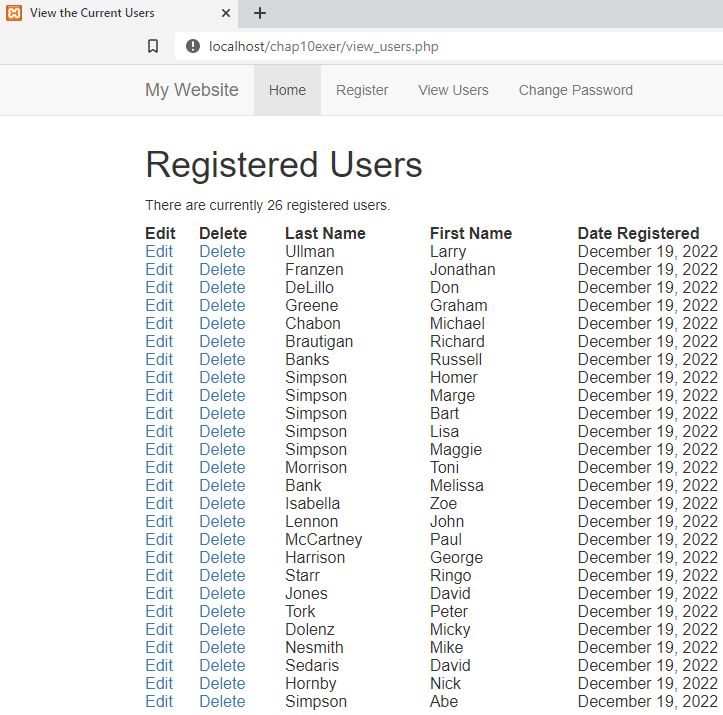 View the Current Users
localhost/chap10exer/view_users.php
My Website Home Register View Users Change Password
Registered Users
There are currently 26 registered users.
Edit Delete Last Name First Name Date Registered
Edit Delete Ullman Larry December 19, 2022
Edit Delete Franzen Jonathan December 19, 2022
Edit Delete DeLillo Don December 19, 2022
Edit Delete Greene Graham December 19, 2022
Edit Delete Chabon Michael December 19, 2022
Edit Delete Brautigan Richard December 19, 2022
Edit Delete Banks Russell December 19, 2022
Edit Delete Simpson Homer December 19, 2022
Edit Delete Simpson Marge December 19, 2022
Edit Delete Simpson Bart December 19, 2022
Edit Delete Simpson Lisa December 19, 2022
Edit Delete Simpson Maggie December 19, 2022
Edit Delete Morrison Toni December 19, 2022
Edit Delete Bank Melissa December 19, 2022
Edit Delete Isabella Zoe December 19, 2022
Edit Delete Lennon John December 19, 2022
Edit Delete McCartney Paul December 19, 2022
Edit Delete Harrison George December 19, 2022
Edit Delete Starr Ringo December 19, 2022
Edit Delete Jones David December 19, 2022
Edit Delete Tork Peter December 19, 2022
Edit Delete Dolenz Micky December 19, 2022
Edit Delete Nesmith Mike December 19, 2022
Edit Delete Sedaris David December 19, 2022
Edit Delete Hornby Nick December 19, 2022
Edit Delete Simpson Abe December 19, 2022